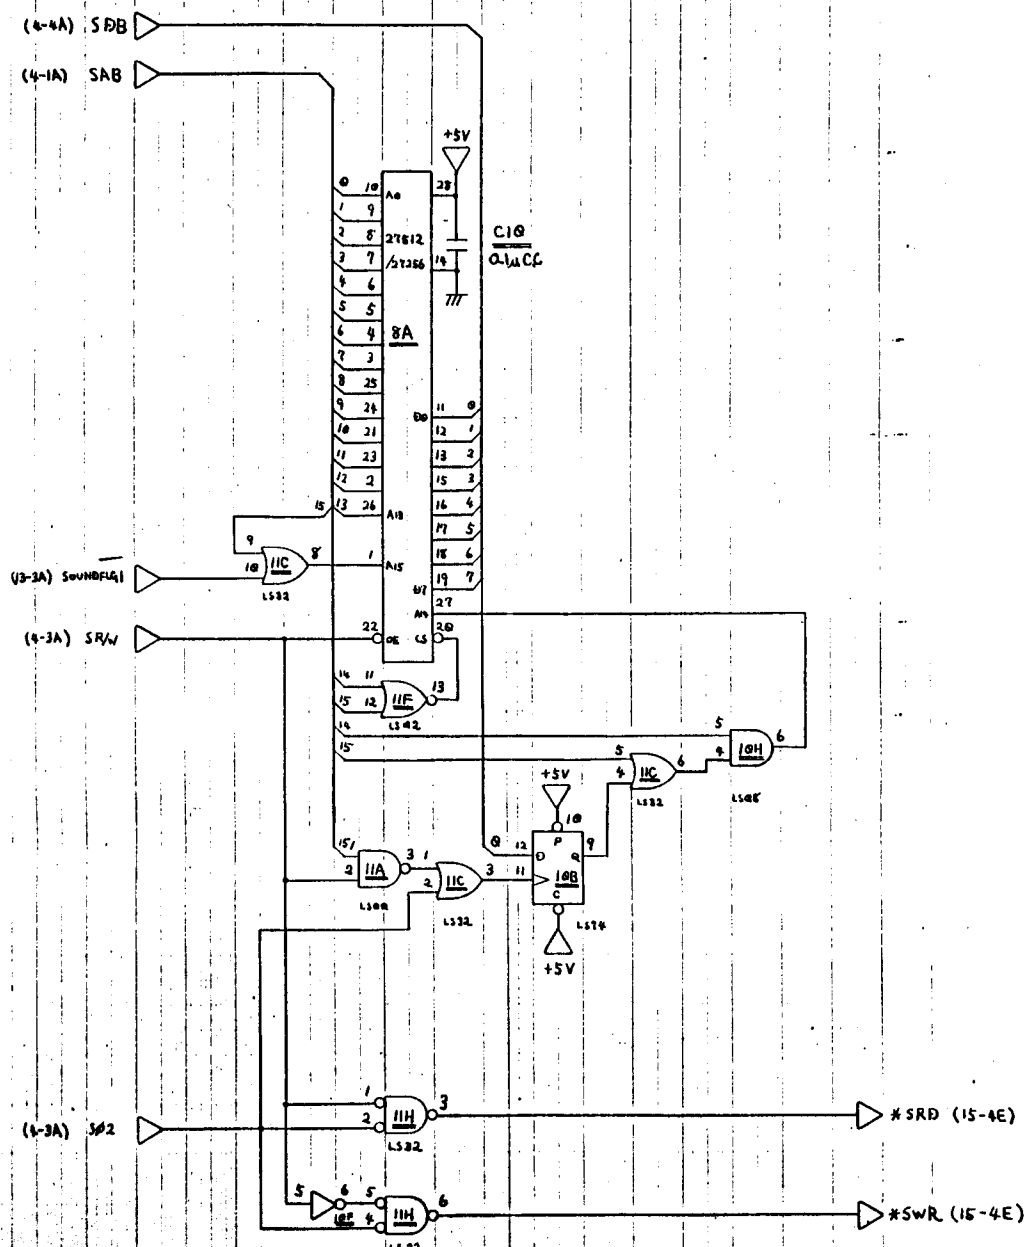 (4-4A) SDB
(4-1A) SAB
+5V
0 10 A0 28
1 9
2 8 27512
3 7 /27256 14
C10
0.1μCC
4 6
5 5
6 4 8A
7 3
8 25
9 24 D0 11 0
10 21 12 1
11 23 13 2
12 2 15 3
15 13 26 A13 16 4
17 5
9 18 6
10 11C 8 1 A15 19 7
LS32 D7
(13-3A) SOUNDFLG1
27 A14
(4-3A) SR/W 22 OE CS 20
14 11 13
15 12 11F
LS02
14 5
15 5 6 4 10H 6
4 11C
LS32 LS08
+5V
10
15 1 3 1 0 12 D P Q 9
2 11A 2 11C 3 11 10B
LS00 LS32 C LS74
+5V
1 3
11H *SRD (15-4E)
(4-3A) Sø2 2
LS32
5 6 5 6
10F 4 11H *SWR (15-4E)
LS32